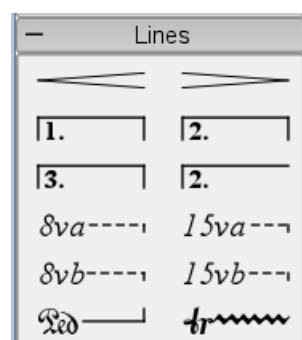 Lines
1. 2.
3. 2.
8va 15va
8vb 15vb
Ped tr